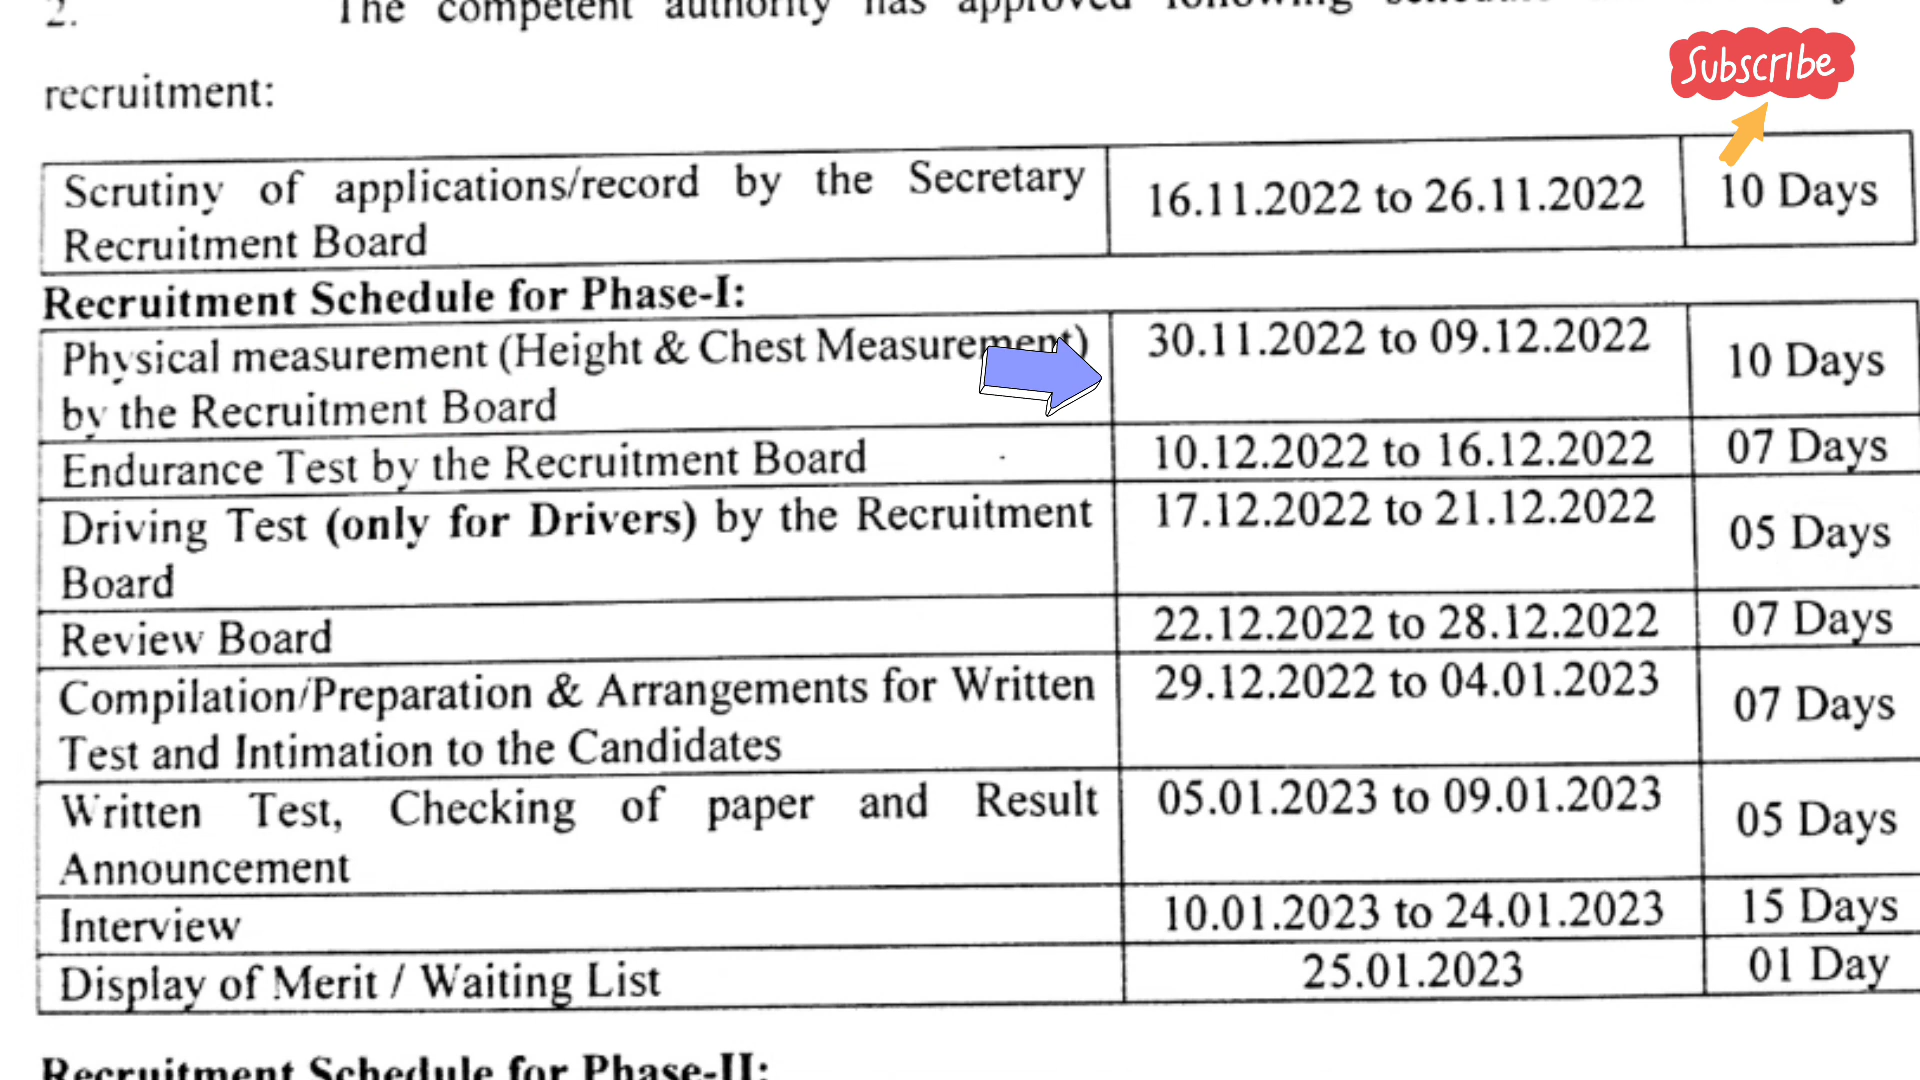 2. The competent authority has approved following
recruitment:
Subscribe
Scrutiny of applications/record by the Secretary
Recruitment Board
16.11.2022 to 26.11.2022
10 Days
Recruitment Schedule for Phase-I:
Physical measurement (Height & Chest Measurement)
by the Recruitment Board
30.11.2022 to 09.12.2022
10 Days
Endurance Test by the Recruitment Board
10.12.2022 to 16.12.2022
07 Days
Driving Test (only for Drivers) by the Recruitment
Board
17.12.2022 to 21.12.2022
05 Days
Review Board
22.12.2022 to 28.12.2022
07 Days
Compilation/Preparation & Arrangements for Written
Test and Intimation to the Candidates
29.12.2022 to 04.01.2023
07 Days
Written Test, Checking of paper and Result
Announcement
05.01.2023 to 09.01.2023
05 Days
Interview
10.01.2023 to 24.01.2023
15 Days
Display of Merit / Waiting List
25.01.2023
01 Day
Recruitment Schedule for Phase-II: